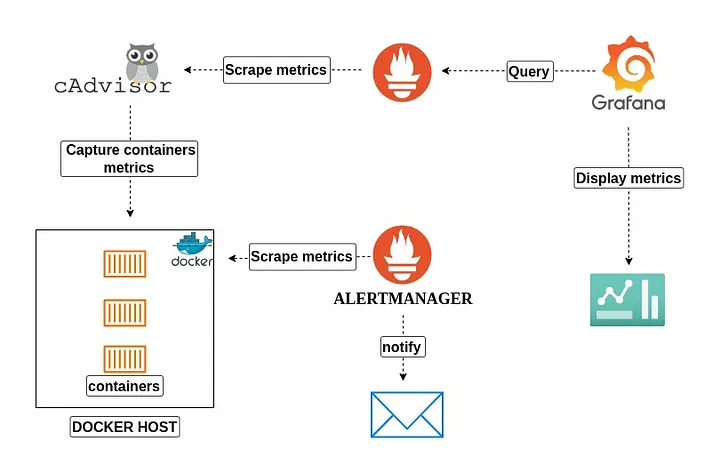 cAdvisor
Scrape metrics
Query
Grafana
Capture containers
metrics
Display metrics
docker
Scrape metrics
ALERTMANAGER
notify
containers
DOCKER HOST